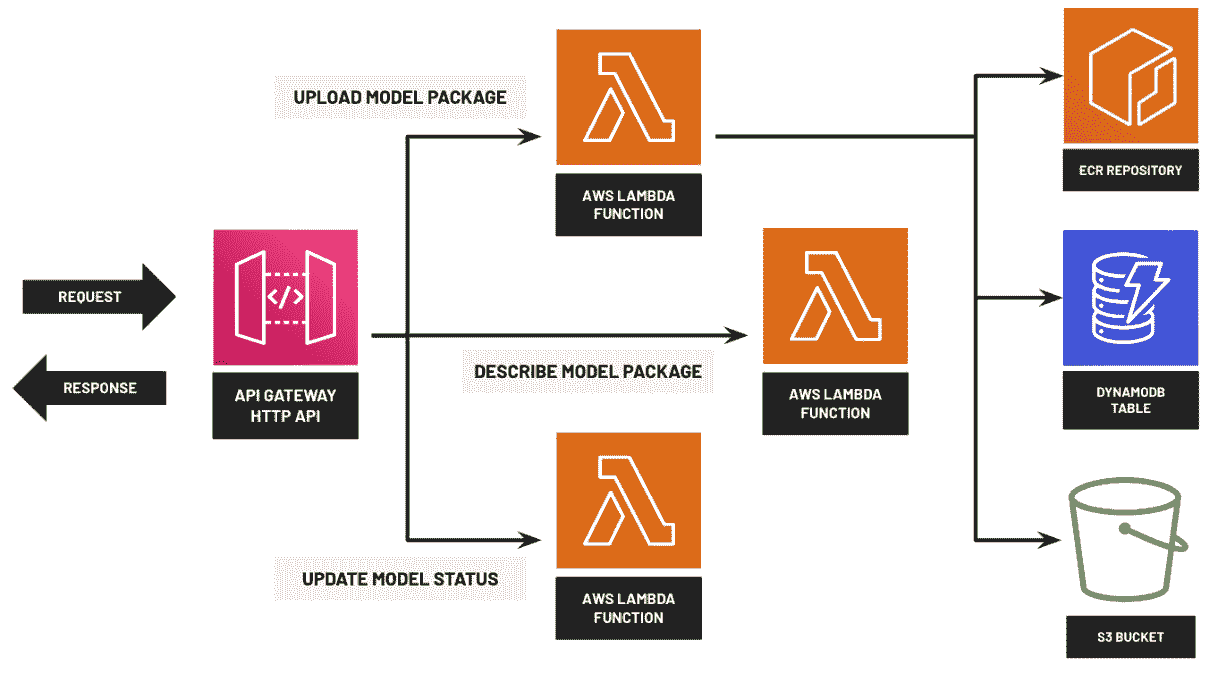 UPLOAD MODEL PACKAGE
AWS LAMBDA
FUNCTION
ECR REPOSITORY
REQUEST
RESPONSE
API GATEWAY
HTTP API
DESCRIBE MODEL PACKAGE
AWS LAMBDA
FUNCTION
DYNAMODB
TABLE
UPDATE MODEL STATUS
AWS LAMBDA
FUNCTION
S3 BUCKET